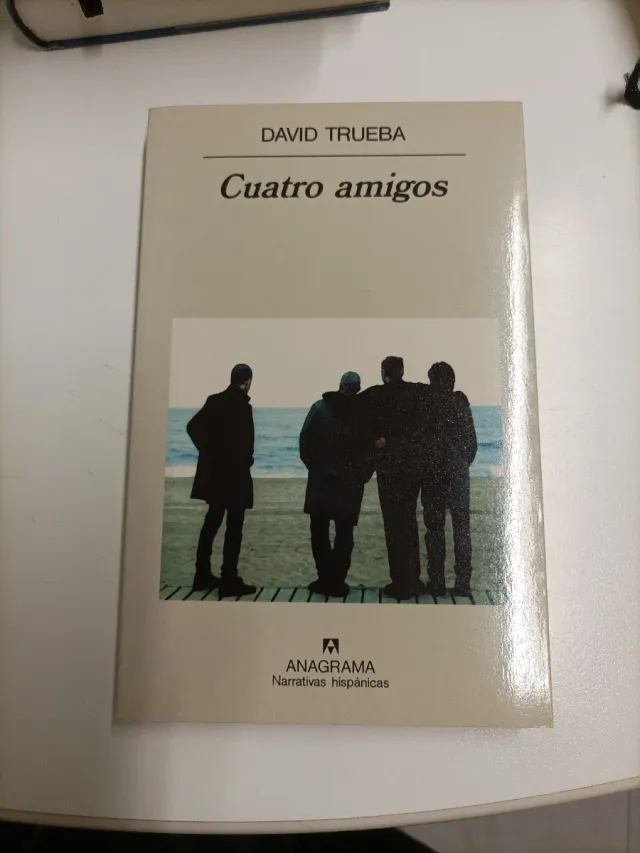 DAVID TRUEBA
Cuatro amigos
ANAGRAMA
Narrativas hispánicas